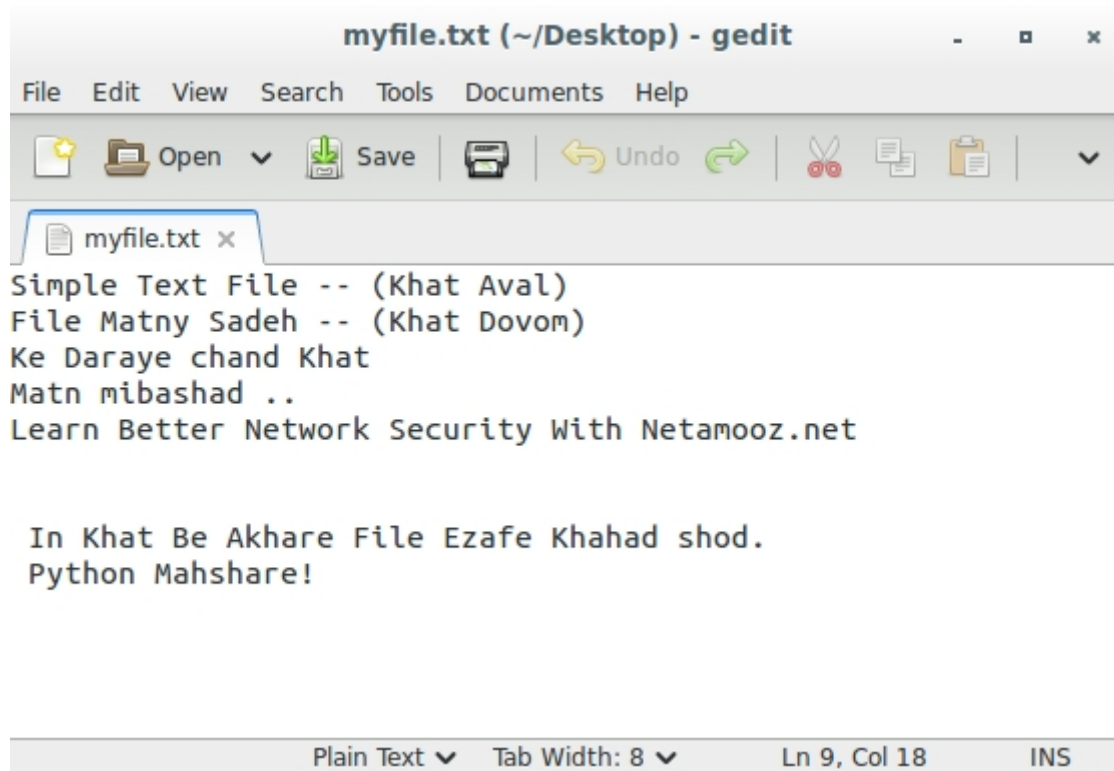 myfile.txt (~/Desktop) - gedit
File Edit View Search Tools Documents Help
Open Save Undo
myfile.txt
Simple Text File -- (Khat Aval)
File Matny Sadeh -- (Khat Dovom)
Ke Daraye chand Khat
Matn mibashad ..
Learn Better Network Security With Netamooz.net
In Khat Be Akhare File Ezafe Khahad shod.
Python Mahshare!
Plain Text Tab Width: 8 Ln 9, Col 18 INS